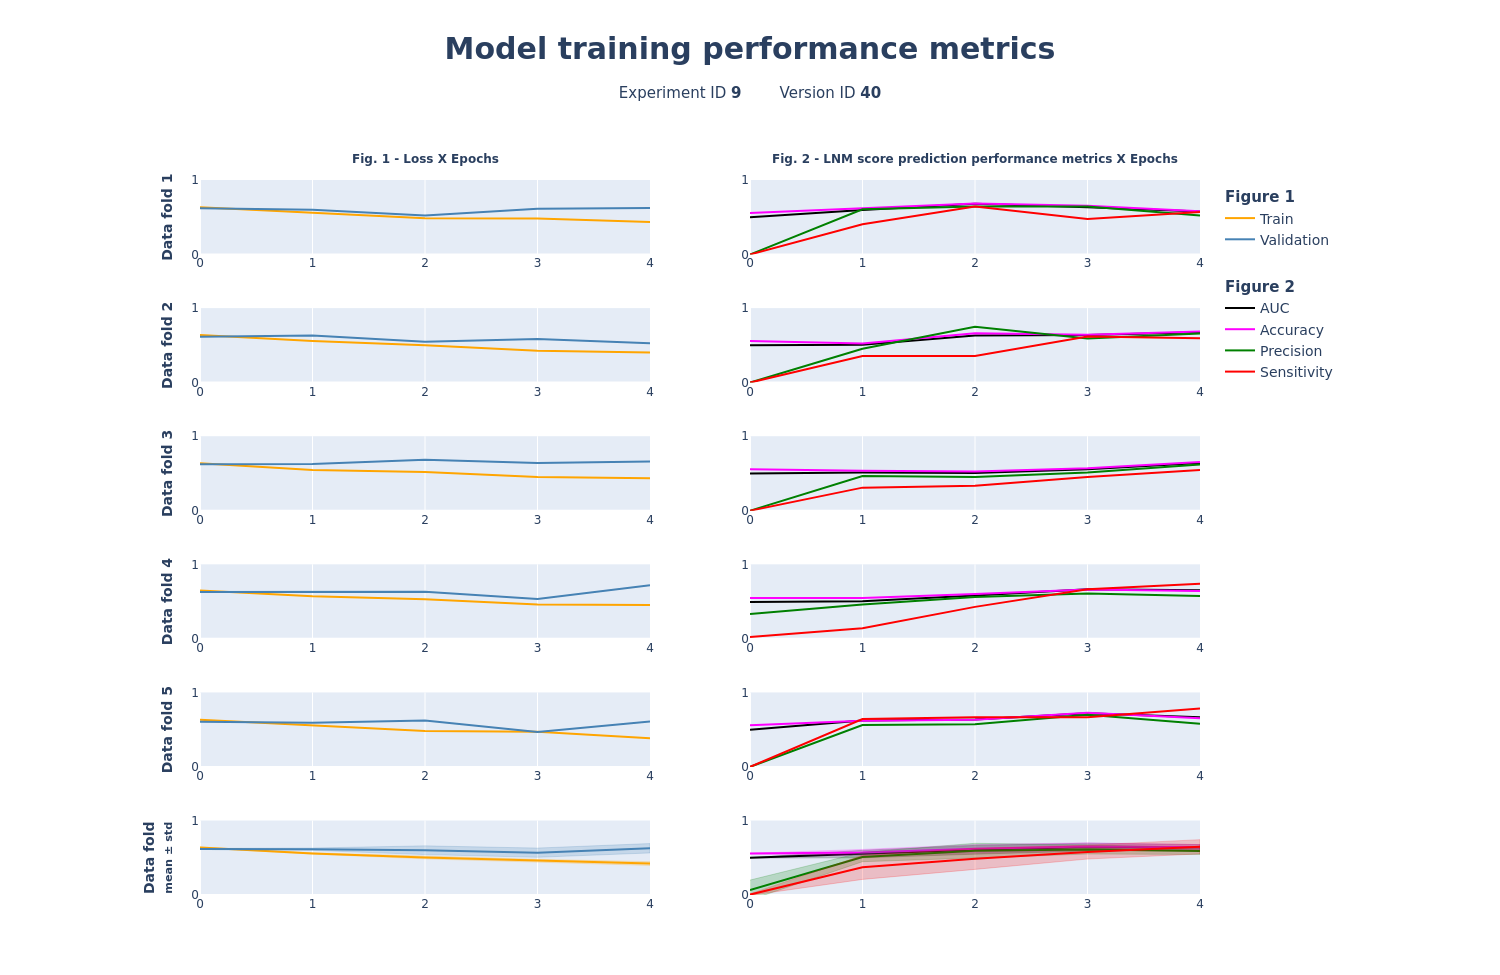 Model training performance metrics
Experiment ID 9 Version ID 40
Fig. 1 - Loss X Epochs
Fig. 2 - LNM score prediction performance metrics X Epochs
Data fold 1
1
0
0 1 2 3 4
1
0
0 1 2 3 4
Data fold 2
1
0
0 1 2 3 4
1
0
0 1 2 3 4
Data fold 3
1
0
0 1 2 3 4
1
0
0 1 2 3 4
Data fold 4
1
0
0 1 2 3 4
1
0
0 1 2 3 4
Data fold 5
1
0
0 1 2 3 4
1
0
0 1 2 3 4
Data fold
mean ± std
1
0
0 1 2 3 4
1
0
0 1 2 3 4
Figure 1
Train
Validation
Figure 2
AUC
Accuracy
Precision
Sensitivity